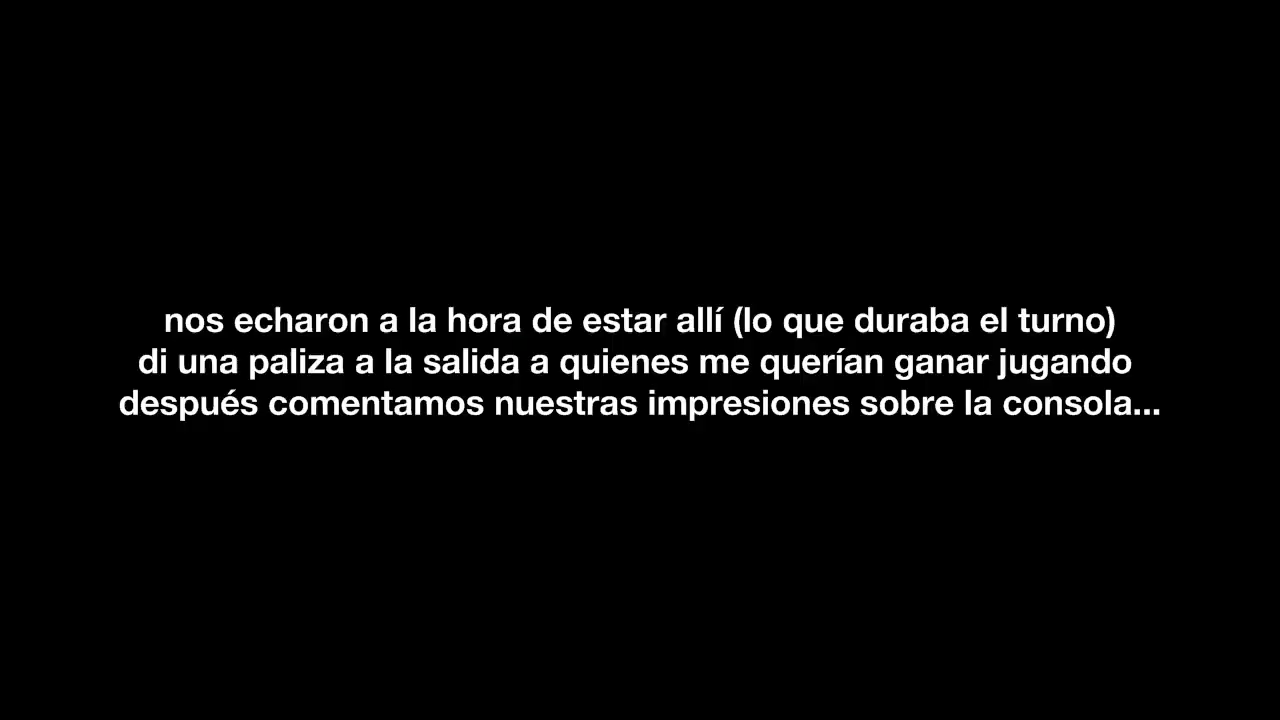 nos echaron a la hora de estar allí (lo que duraba el turno)
di una paliza a la salida a quienes me querían ganar jugando
después comentamos nuestras impresiones sobre la consola...